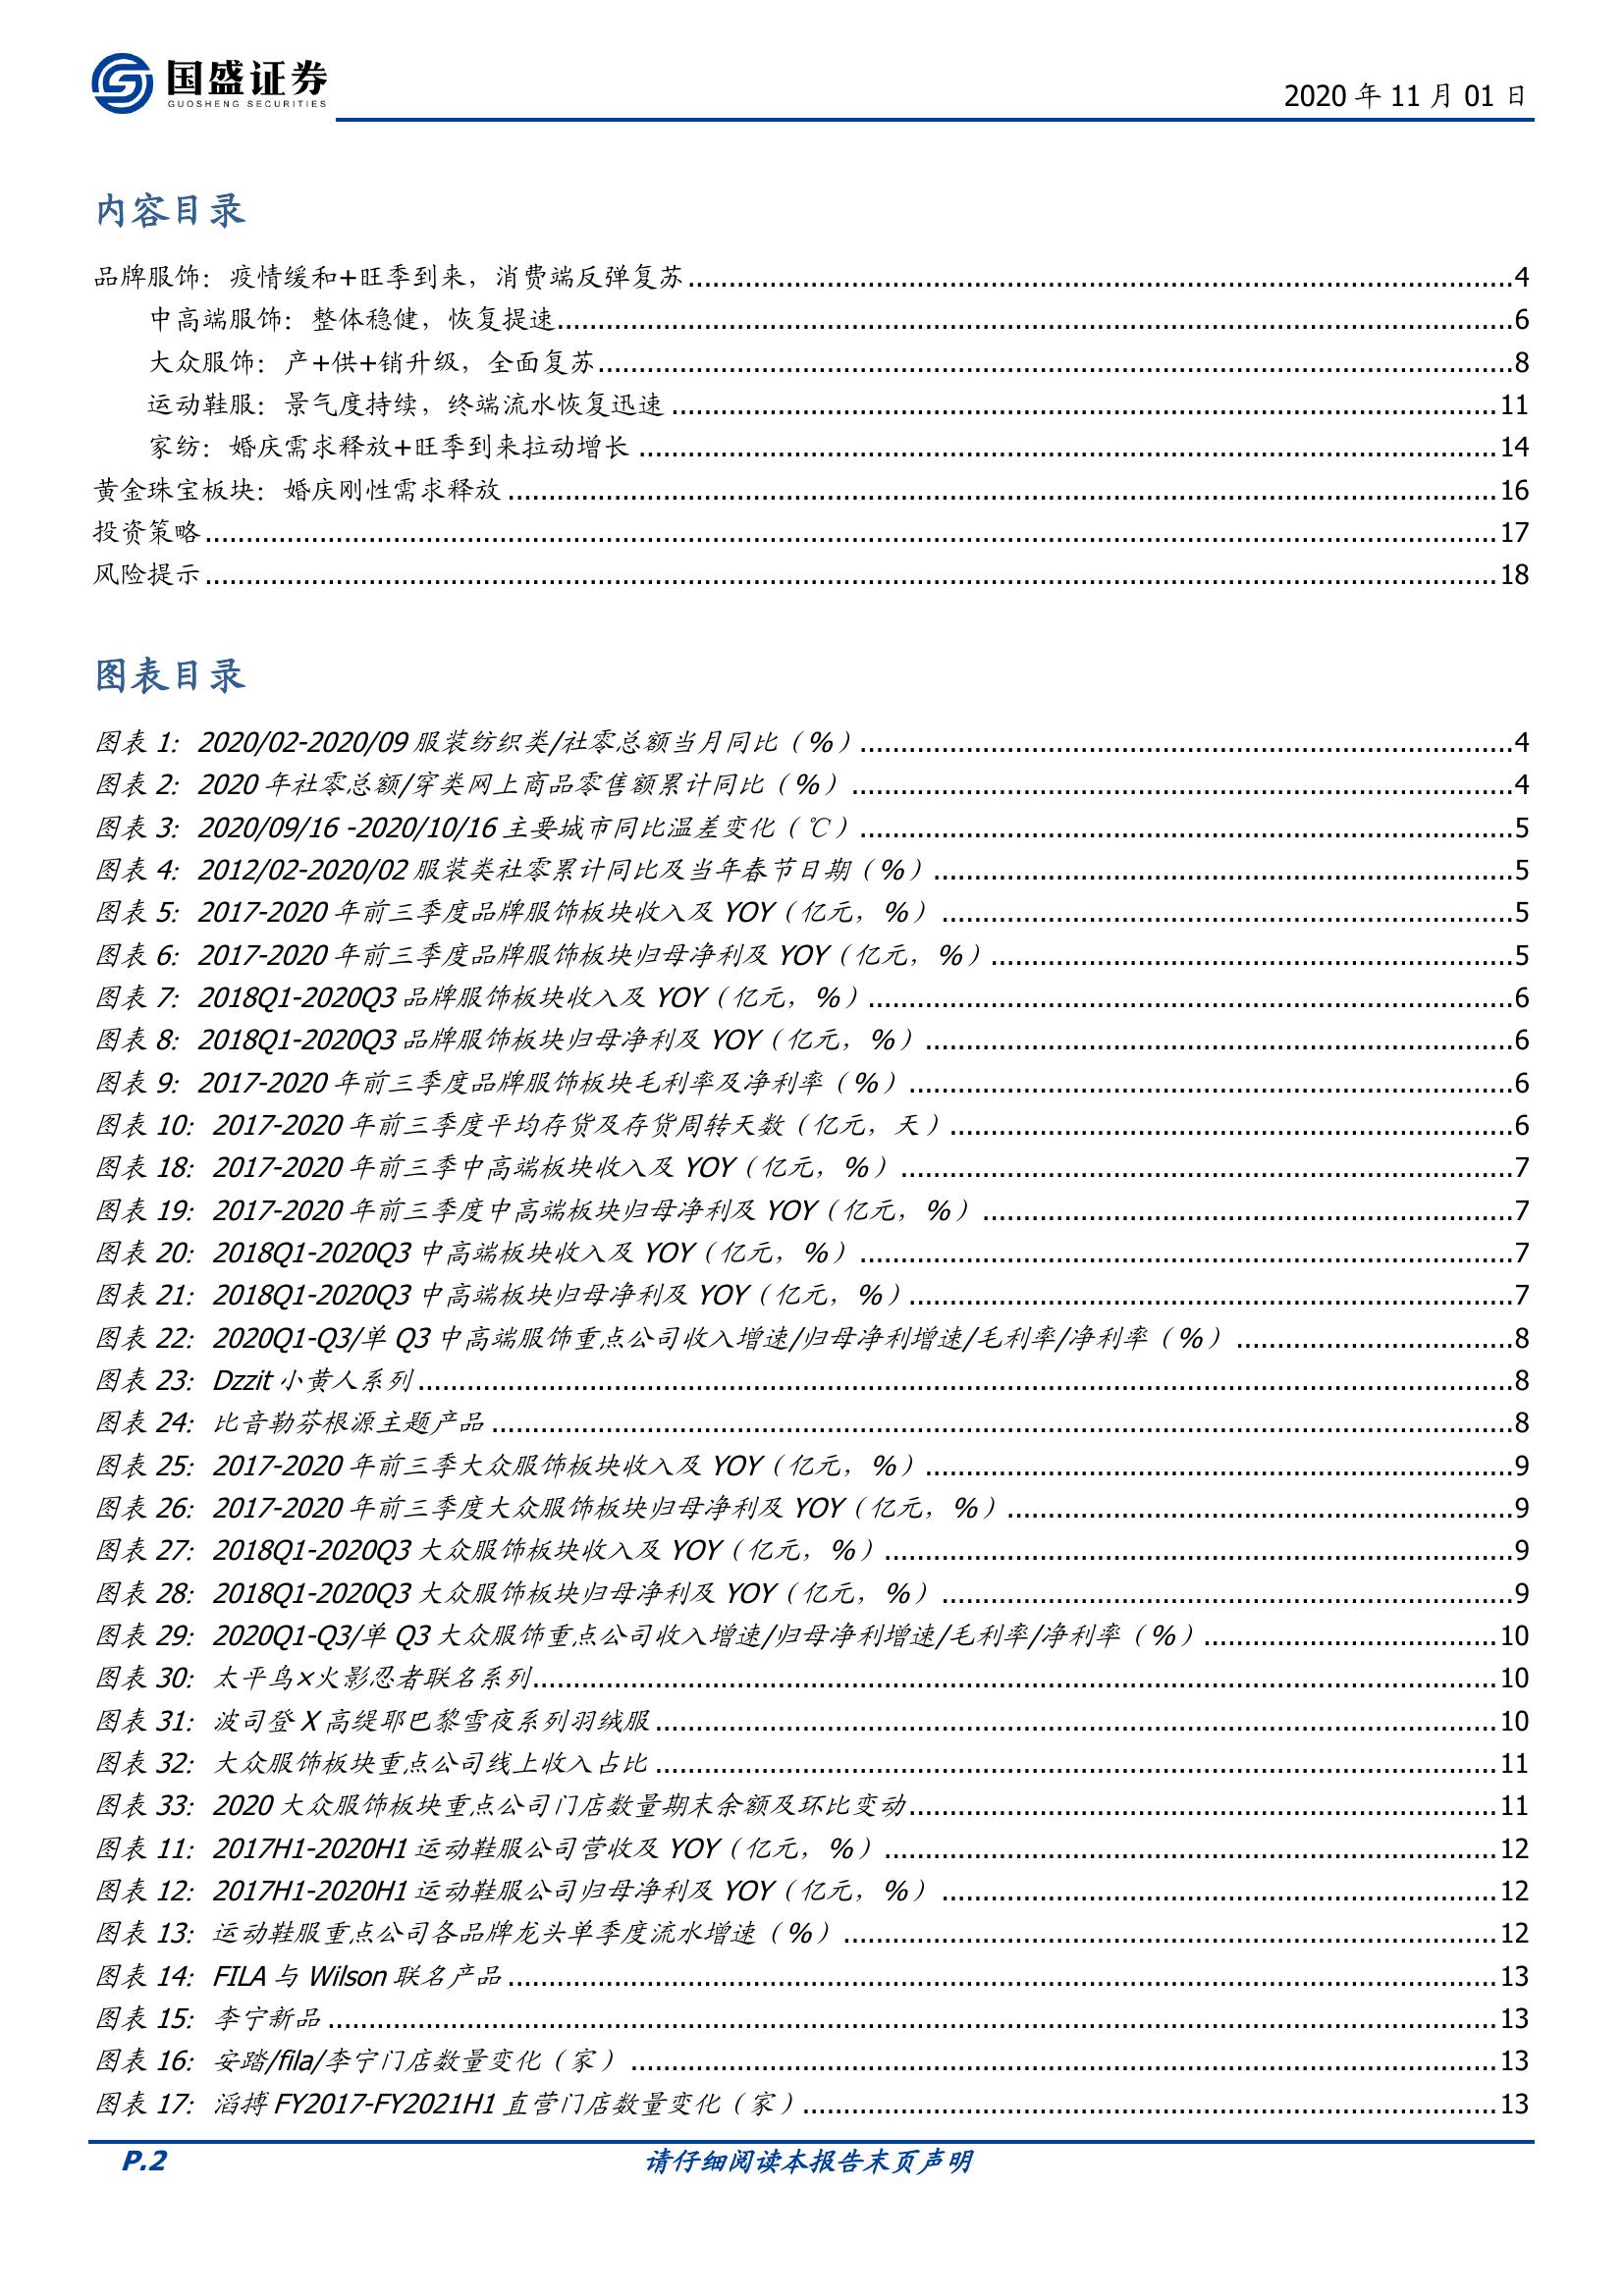 国盛证券
GUOSHENG SECURITIES
2020 年 11 月 01 日
内容目录
品牌服饰：疫情缓和+旺季到来，消费端反弹复苏......4
中高端服饰：整体稳健，恢复提速......6
大众服饰：产+供+销升级，全面复苏......8
运动鞋服：景气度持续，终端流水恢复迅速......11
家纺：婚庆需求释放+旺季到来拉动增长......14
黄金珠宝板块：婚庆刚性需求释放......16
投资策略......17
风险提示......18
图表目录
图表 1：2020/02-2020/09 服装纺织类/社零总额当月同比（%）......4
图表 2：2020 年社零总额/穿类网上商品零售额累计同比（%）......4
图表 3：2020/09/16 -2020/10/16 主要城市同比温差变化（℃）......5
图表 4：2012/02-2020/02 服装类社零累计同比及当年春节日期（%）......5
图表 5：2017-2020 年前三季度品牌服饰板块收入及 YOY（亿元，%）......5
图表 6：2017-2020 年前三季度品牌服饰板块归母净利及 YOY（亿元，%）......5
图表 7：2018Q1-2020Q3 品牌服饰板块收入及 YOY（亿元，%）......6
图表 8：2018Q1-2020Q3 品牌服饰板块归母净利及 YOY（亿元，%）......6
图表 9：2017-2020 年前三季度品牌服饰板块毛利率及净利率（%）......6
图表 10：2017-2020 年前三季度平均存货及存货周转天数（亿元，天）......6
图表 18：2017-2020 年前三季中高端板块收入及 YOY（亿元，%）......7
图表 19：2017-2020 年前三季度中高端板块归母净利及 YOY（亿元，%）......7
图表 20：2018Q1-2020Q3 中高端板块收入及 YOY（亿元，%）......7
图表 21：2018Q1-2020Q3 中高端板块归母净利及 YOY（亿元，%）......7
图表 22：2020Q1-Q3/单 Q3 中高端服饰重点公司收入增速/归母净利增速/毛利率/净利率（%）......8
图表 23：Dzzit 小黄人系列......8
图表 24：比音勒芬根源主题产品......8
图表 25：2017-2020 年前三季大众服饰板块收入及 YOY（亿元，%）......9
图表 26：2017-2020 年前三季度大众服饰板块归母净利及 YOY（亿元，%）......9
图表 27：2018Q1-2020Q3 大众服饰板块收入及 YOY（亿元，%）......9
图表 28：2018Q1-2020Q3 大众服饰板块归母净利及 YOY（亿元，%）......9
图表 29：2020Q1-Q3/单 Q3 大众服饰重点公司收入增速/归母净利增速/毛利率/净利率（%）......10
图表 30：太平鸟×火影忍者联名系列......10
图表 31：波司登 X 高缇耶巴黎雪夜系列羽绒服......10
图表 32：大众服饰板块重点公司线上收入占比......11
图表 33：2020 大众服饰板块重点公司门店数量期末余额及环比变动......11
图表 11：2017H1-2020H1 运动鞋服公司营收及 YOY（亿元，%）......12
图表 12：2017H1-2020H1 运动鞋服公司归母净利及 YOY（亿元，%）......12
图表 13：运动鞋服重点公司各品牌龙头单季度流水增速（%）......12
图表 14：FILA 与 Wilson 联名产品......13
图表 15：李宁新品......13
图表 16：安踏/fila/李宁门店数量变化（家）......13
图表 17：滔搏 FY2017-FY2021H1 直营门店数量变化（家）......13
P.2
请仔细阅读本报告末页声明